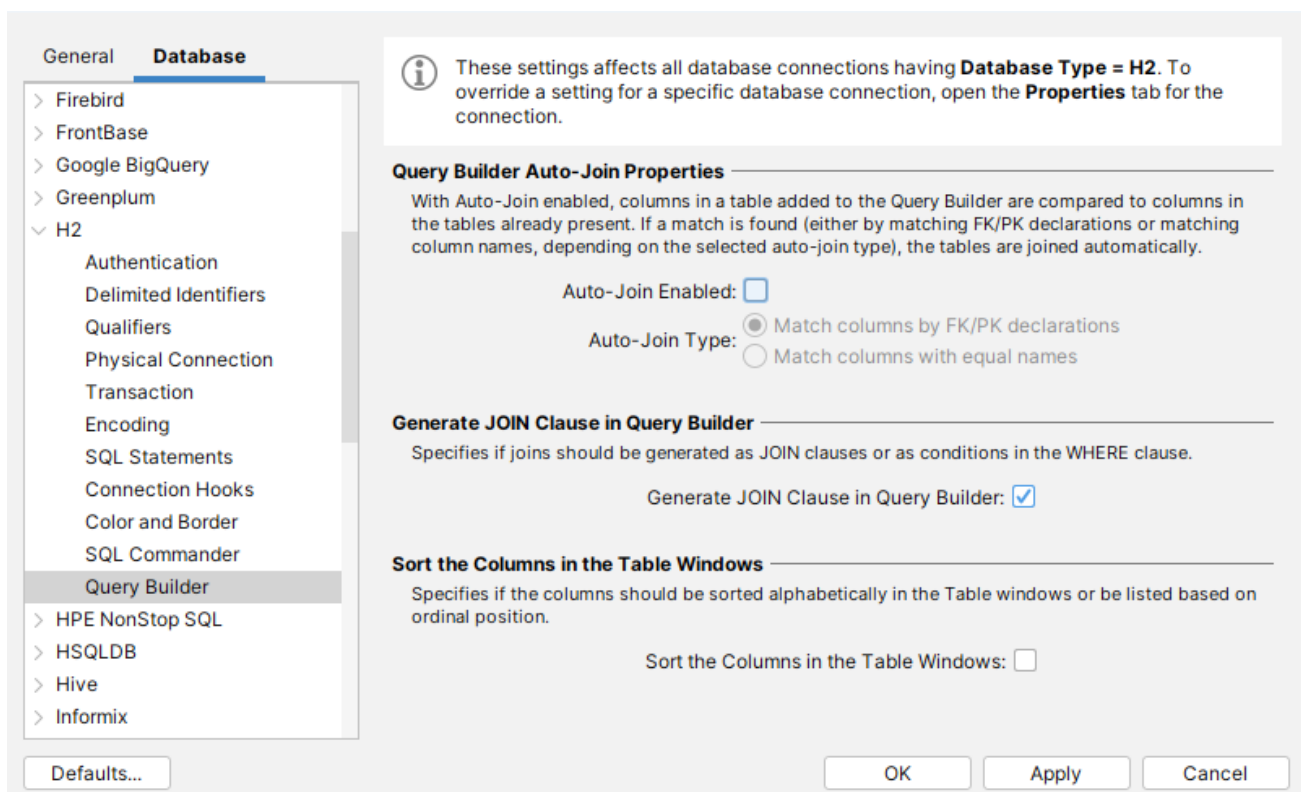 General Database
Firebird
FrontBase
Google BigQuery
Greenplum
H2
Authentication
Delimited Identifiers
Qualifiers
Physical Connection
Transaction
Encoding
SQL Statements
Connection Hooks
Color and Border
SQL Commander
Query Builder
HPE NonStop SQL
HSQLDB
Hive
Informix
These settings affects all database connections having Database Type = H2. To
override a setting for a specific database connection, open the Properties tab for the
connection.
Query Builder Auto-Join Properties
With Auto-Join enabled, columns in a table added to the Query Builder are compared to columns in
the tables already present. If a match is found (either by matching FK/PK declarations or matching
column names, depending on the selected auto-join type), the tables are joined automatically.
Auto-Join Enabled:
Auto-Join Type:
Match columns by FK/PK declarations
Match columns with equal names
Generate JOIN Clause in Query Builder
Specifies if joins should be generated as JOIN clauses or as conditions in the WHERE clause.
Generate JOIN Clause in Query Builder:
Sort the Columns in the Table Windows
Specifies if the columns should be sorted alphabetically in the Table windows or be listed based on
ordinal position.
Sort the Columns in the Table Windows:
Defaults... OK Apply Cancel